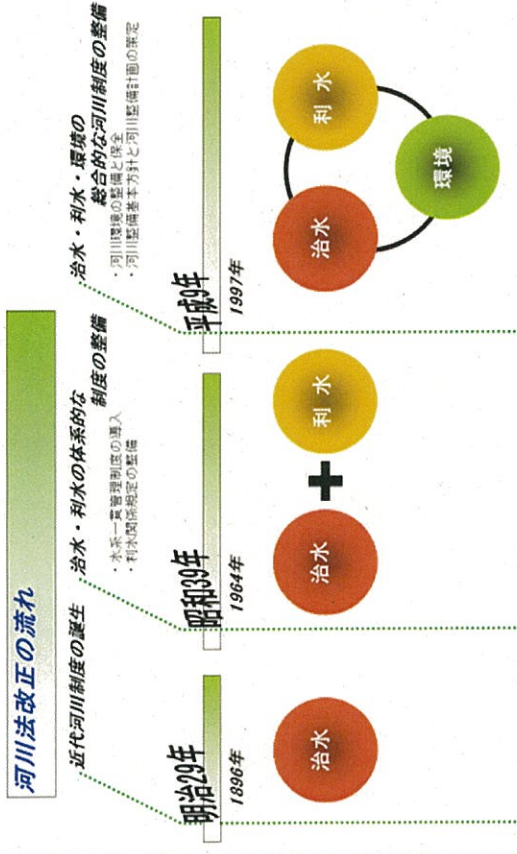 河川法改正の流れ
近代河川制度の誕生
明治29年
1896年
治水
治水・利水の体系的な
制度の整備
・水系一貫管理制度の導入
・利水関係規定の整備
昭和39年
1964年
治水
+
利水
治水・利水・環境の
総合的な河川制度の整備
・河川環境の整備と保全
・河川整備基本方針と河川整備計画の策定
平成9年
1997年
治水
利水
環境